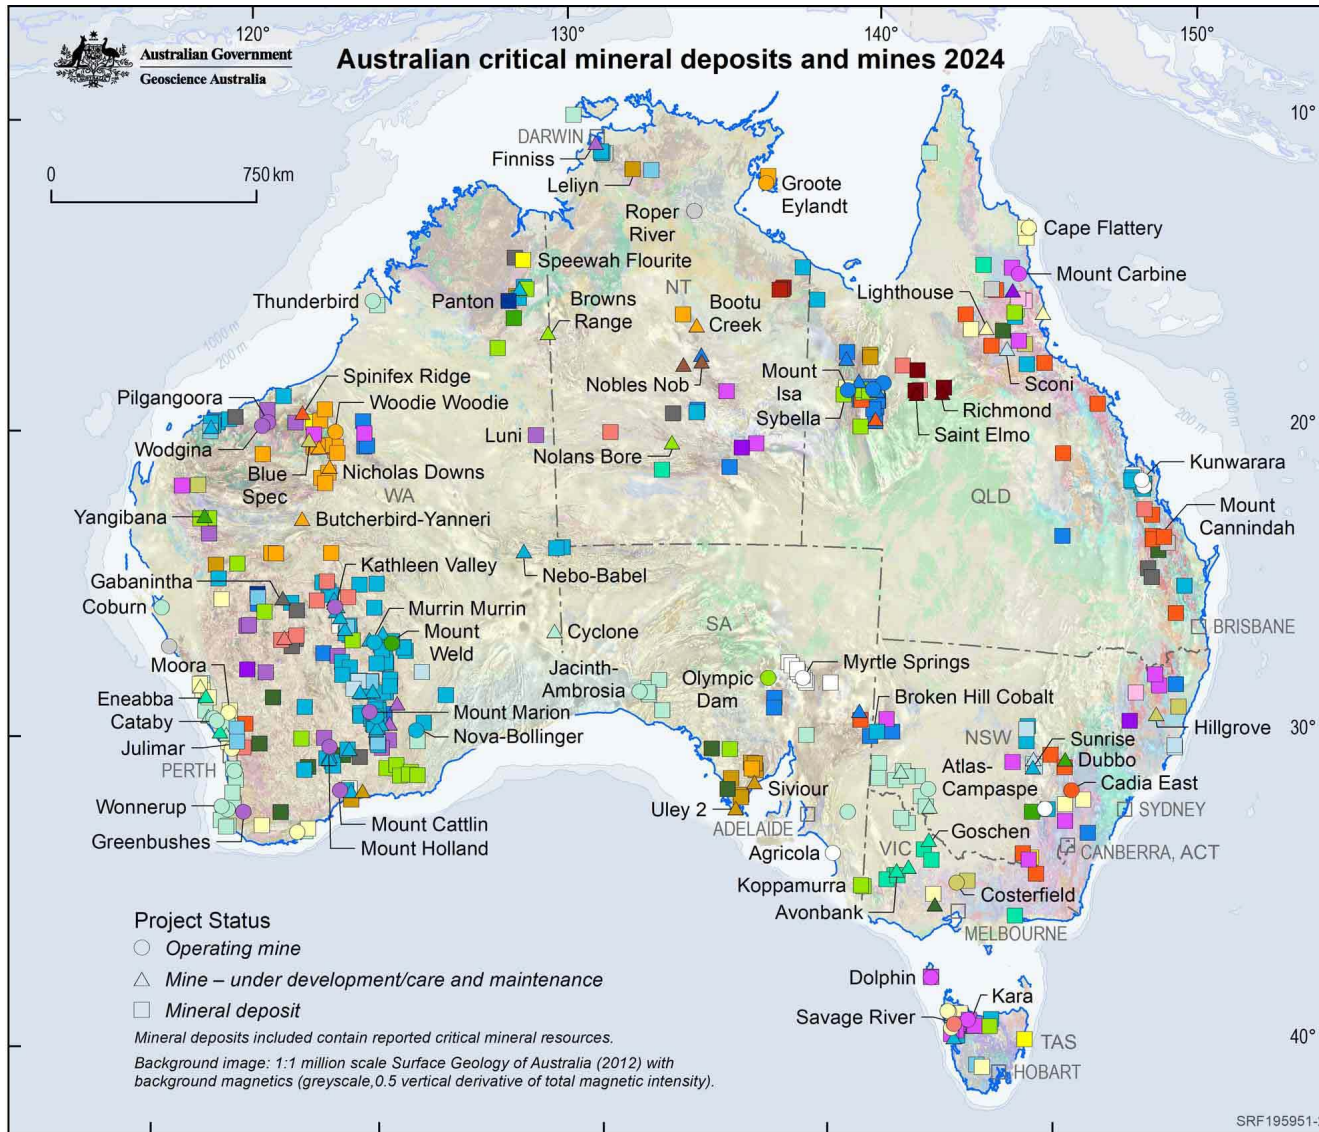 120°
130°
140°
150°
Australian Government
Geoscience Australia
Australian critical mineral deposits and mines 2024
10°
0
750 km
DARWIN
Finniss
Leliyn
Groote
Eylandt
Roper
River
Cape Flattery
Speewah Flourite
Mount Carbine
NT
Thunderbird
Panton
Browns
Range
Bootu
Creek
Lighthouse
1000 m
200 m
Spinifex Ridge
Pilgangoora
Woodie Woodie
Nobles Nob
Mount
Isa
Sybella
Sconi
Richmond
Saint Elmo
1000 m
200 m
20°
Wodgina
Luni
Nolans Bore
Kunwarara
Blue
Spec
Nicholas Downs
WA
QLD
Mount
Cannindah
Yangibana
Butcherbird-Yanneri
Kathleen Valley
Nebo-Babel
Gabanintha
Coburn
Murrin Murrin
Mount
Weld
Cyclone
SA
BRISBANE
Moora
Jacinth-
Ambrosia
Olympic
Dam
Myrtle Springs
Eneabba
Cataby
Mount Marion
Broken Hill Cobalt
Hillgrove
Julimar
Nova-Bollinger
NSW
Sunrise
Dubbo
30°
PERTH
Atlas-
Campaspe
Cadia East
Siviour
Wonnerup
Uley 2
ADELAIDE
SYDNEY
Greenbushes
Mount Cattlin
Mount Holland
Goschen
VIC
CANBERRA, ACT
Agricola
Koppamurra
Costerfield
Avonbank
MELBOURNE
Project Status
Operating mine
Mine – under development/care and maintenance
Mineral deposit
Mineral deposits included contain reported critical mineral resources.
Background image: 1:1 million scale Surface Geology of Australia (2012) with
background magnetics (greyscale,0.5 vertical derivative of total magnetic intensity).
Dolphin
Kara
Savage River
TAS
40°
HOBART